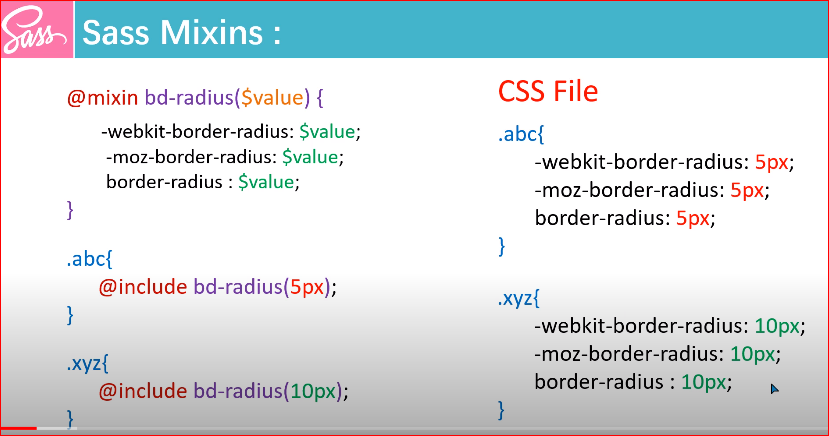 Sass
Sass Mixins :
@mixin bd-radius($value) {
-webkit-border-radius: $value;
-moz-border-radius: $value;
border-radius : $value;
}
.abc{
@include bd-radius(5px);
}
.xyz{
@include bd-radius(10px);
}
CSS File
.abc{
-webkit-border-radius: 5px;
-moz-border-radius: 5px;
border-radius: 5px;
}
.xyz{
-webkit-border-radius: 10px;
-moz-border-radius: 10px;
border-radius : 10px;
}